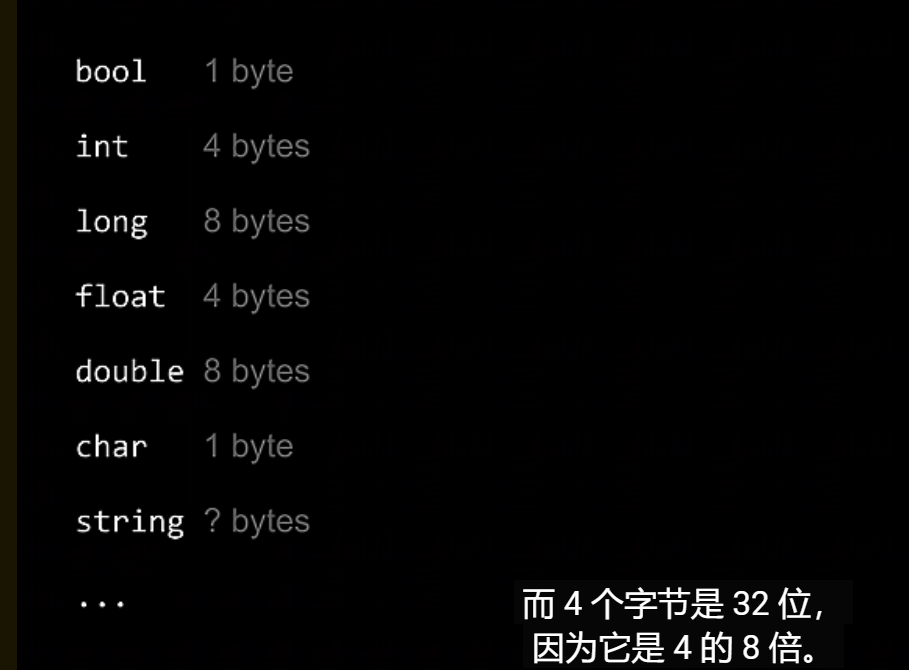 bool 1 byte
int 4 bytes
long 8 bytes
float 4 bytes
double 8 bytes
char 1 byte
string ? bytes
...
而 4 个字节是 32 位，
因为它是 4 的 8 倍。